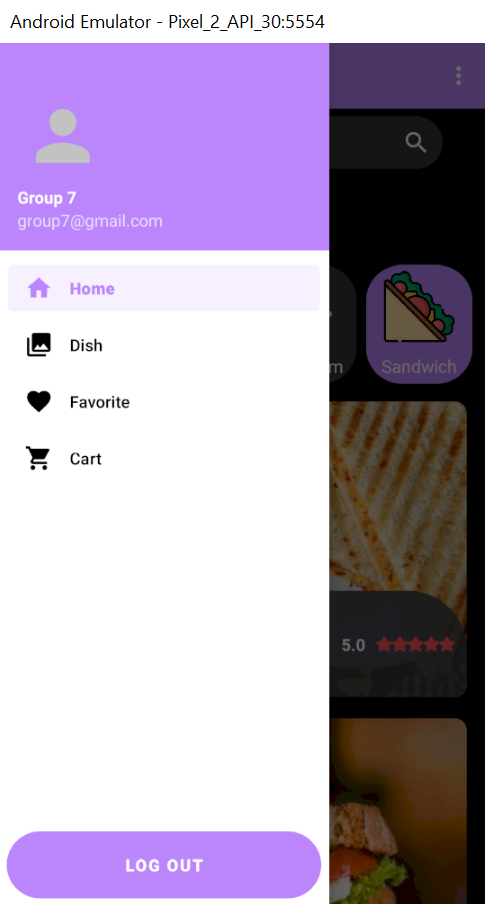 Android Emulator - Pixel_2_API_30:5554
Group 7
group7@gmail.com
Home
Dish
Favorite
Cart
LOG OUT
m
Sandwich
5.0